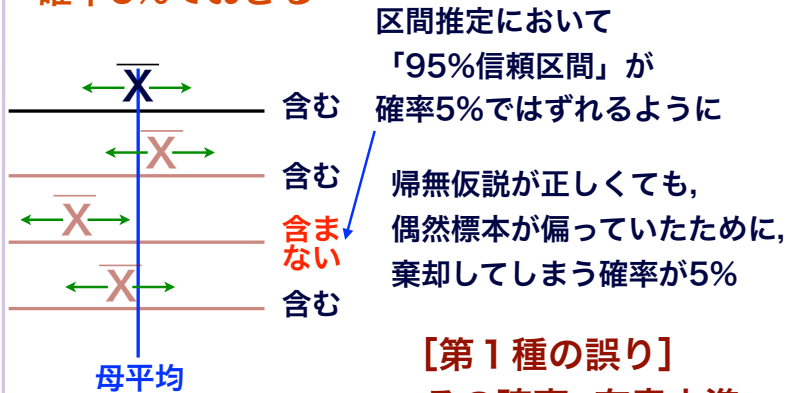 区間推定において
「95%信頼区間」が
確率5%ではずれるように
X
含む
X
含む
帰無仮説が正しくても,
X
含ま
ない
偶然標本が偏っていたために,
棄却してしまう確率が5%
X
含む
[第1種の誤り]
母平均